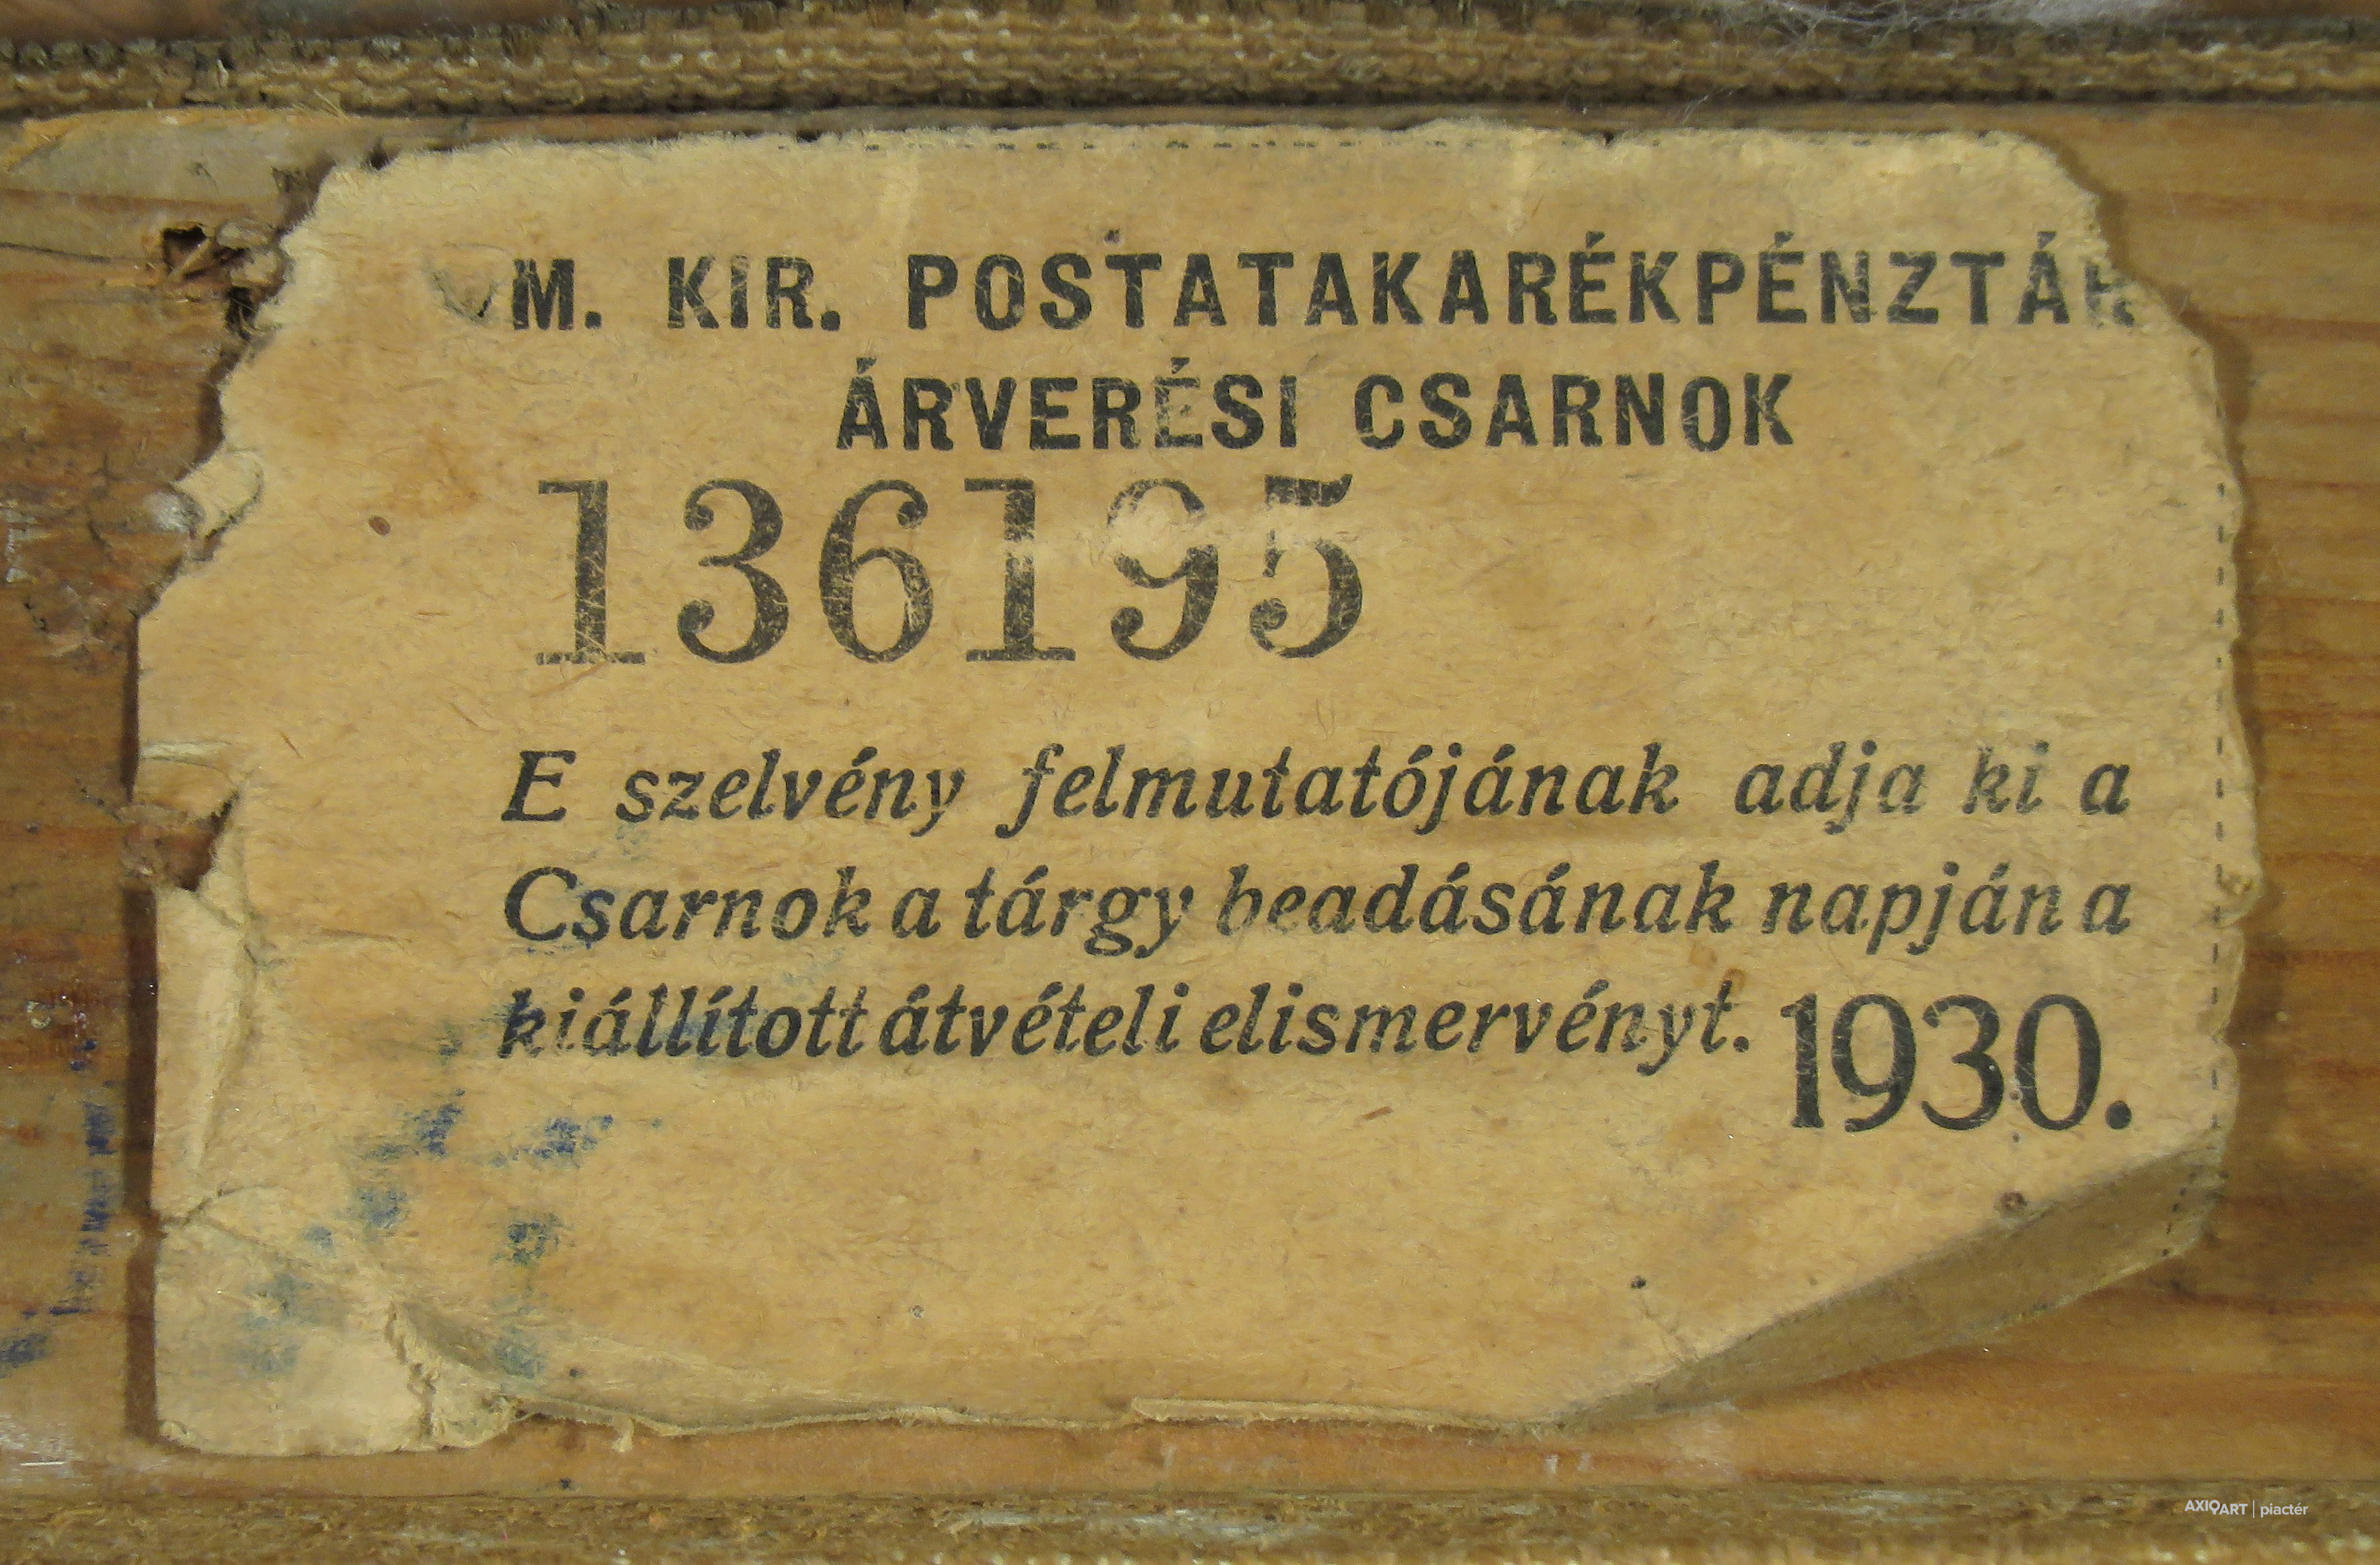 M. KIR. POSTATAKARÉKPÉNZTÁR
ÁRVERÉSI CSARNOK
136195
E szelvény felmutatójának adja ki a
Csarnok a tárgy beadásának napján a
kiállított átvételi elismervényt. 1930.
AXIOART | piactér